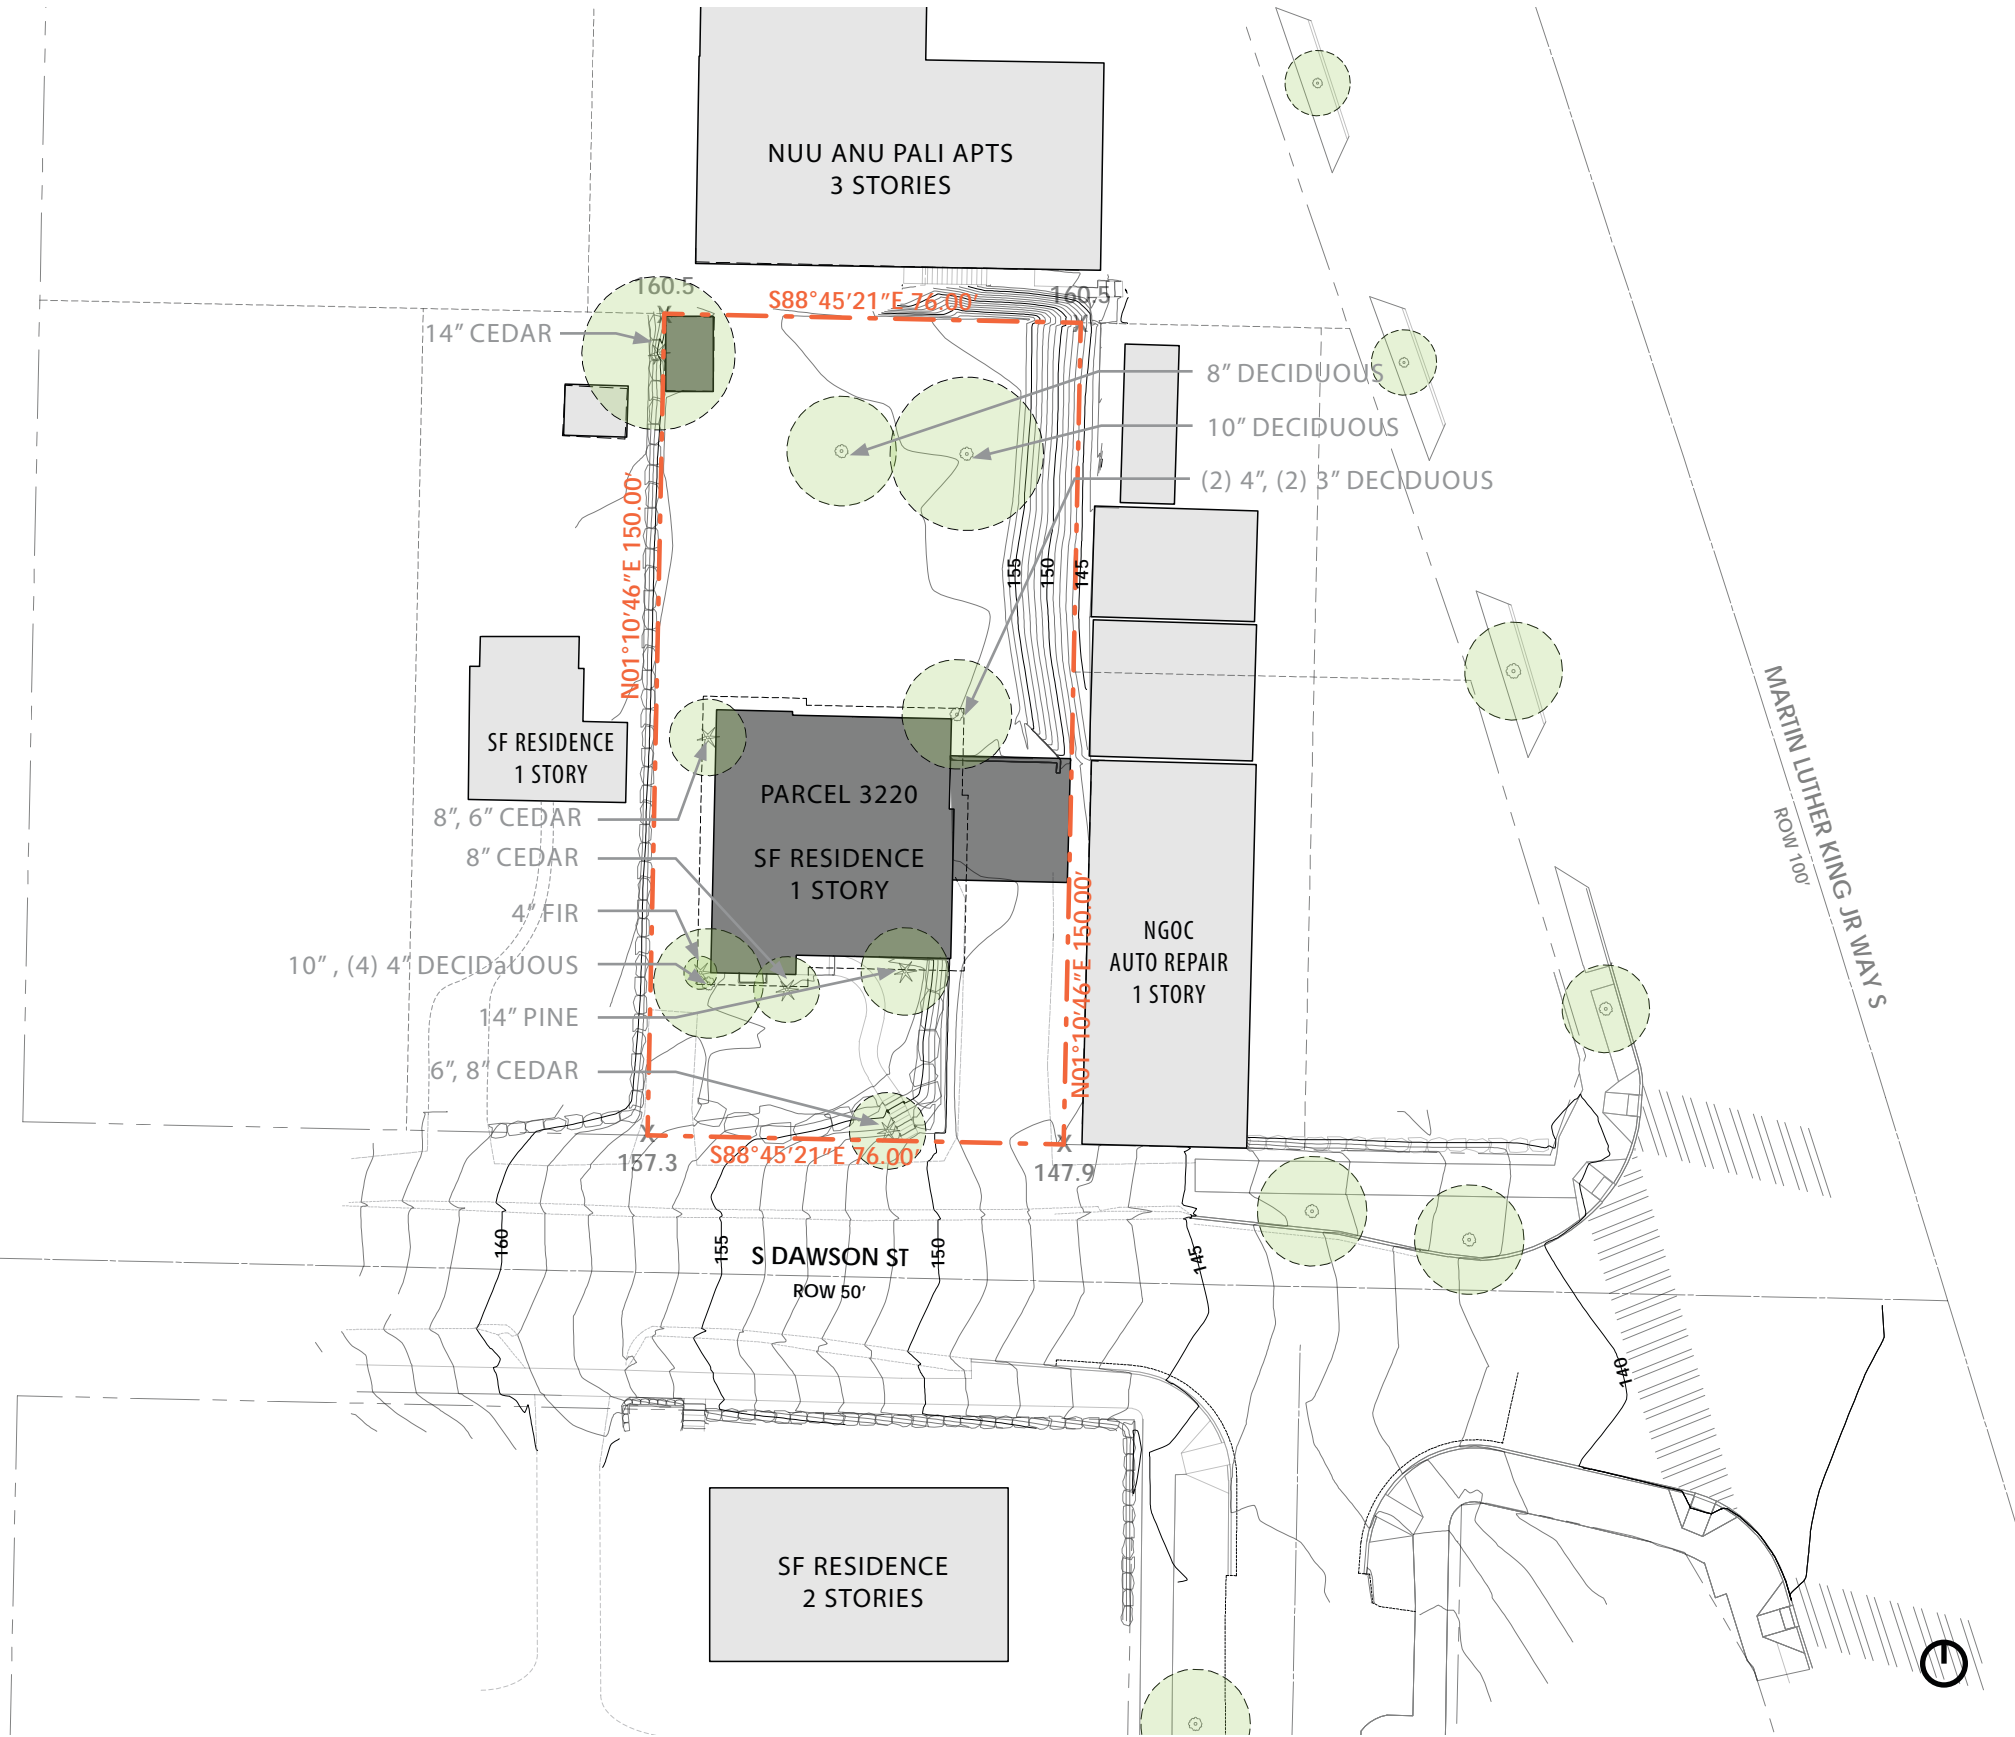 NUU ANU PALI APTS
3 STORIES
160.5
S88°45′21″E 76.00′
160.5
14″ CEDAR
8″ DECIDUOUS
10″ DECIDUOUS
(2) 4″, (2) 3″ DECIDUOUS
N01°10′46″E 150.00′
155
150
145
SF RESIDENCE
1 STORY
PARCEL 3220
SF RESIDENCE
1 STORY
8″, 6″ CEDAR
8″ CEDAR
4″ FIR
10″ , (4) 4″ DECIDaUOUS
14″ PINE
6″, 8″ CEDAR
N01°10′46″E 150.00′
NGOC
AUTO REPAIR
1 STORY
MARTIN LUTHER KING JR WAY S
ROW 100′
157.3
S88°45′21″E 76.00′
147.9
160
155
S DAWSON ST
ROW 50′
150
145
140
SF RESIDENCE
2 STORIES